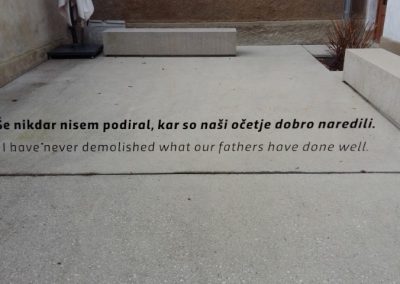 Še nikdar nisem podiral, kar so naši očetje dobro naredili.
I have never demolished what our fathers have done well.